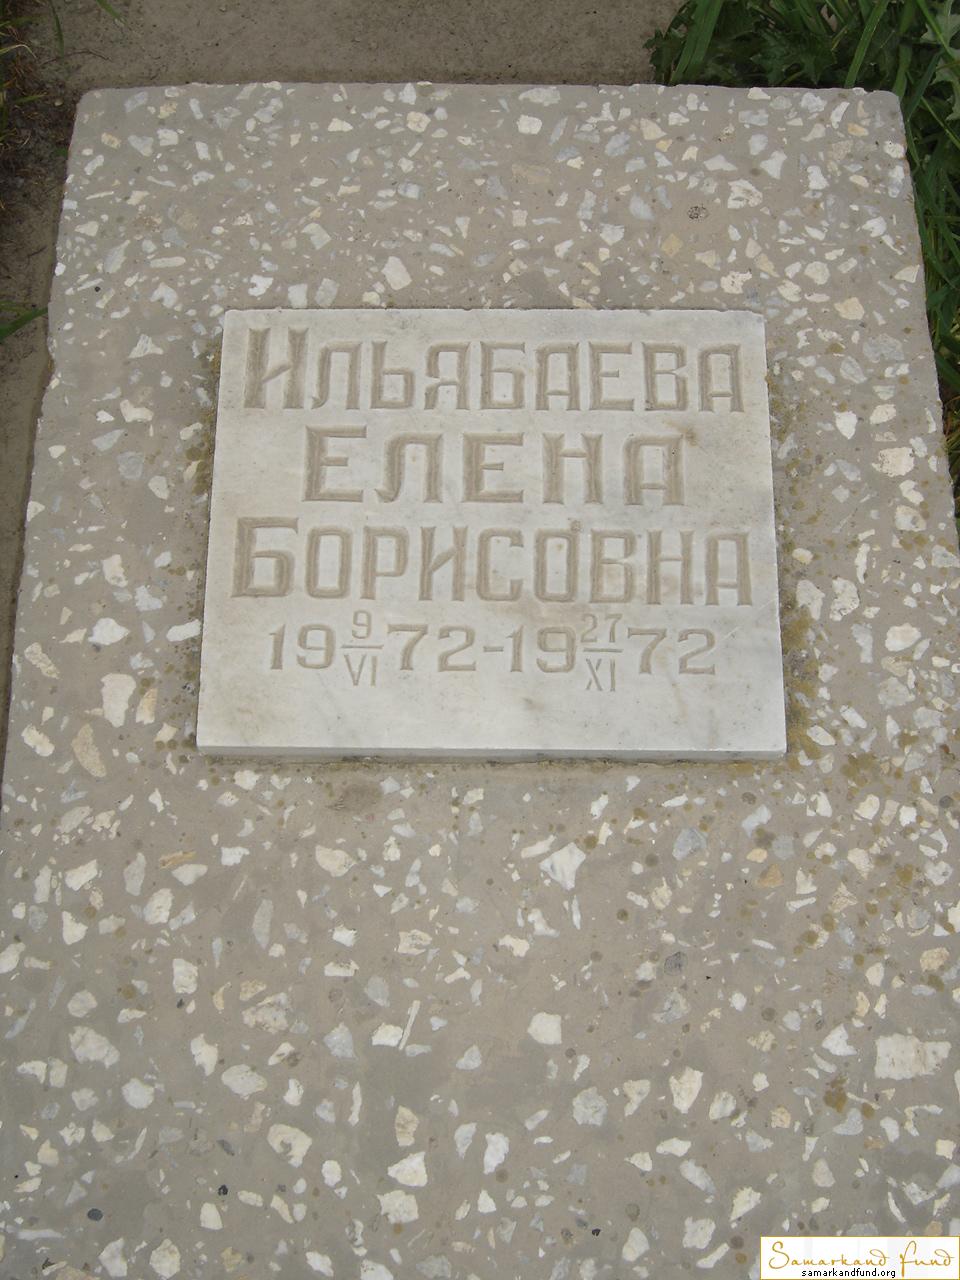 ИЛЬЯБАЕВА
ЕЛЕНА
БОРИСОВНА
19 9/VI 72-19 27/XI 72
Samarkand fund
samarkandfund.org